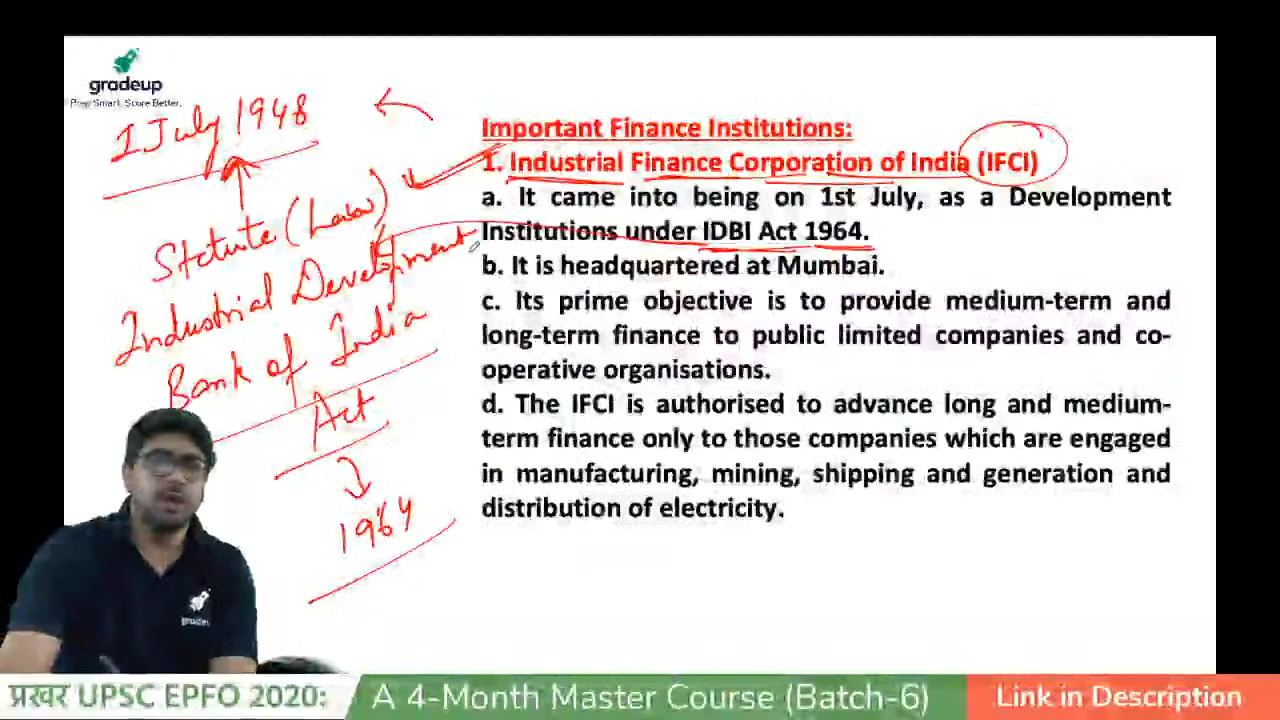 gradeup
Prep Smart. Score Better.
1 July 1948
Statute (Law)
Industrial Development
Bank of India
Act
1964
Important Finance Institutions:
1. Industrial Finance Corporation of India (IFCI)
a. It came into being on 1st July, as a Development
Institutions under IDBI Act 1964.
b. It is headquartered at Mumbai.
c. Its prime objective is to provide medium-term and
long-term finance to public limited companies and co-
operative organisations.
d. The IFCI is authorised to advance long and medium-
term finance only to those companies which are engaged
in manufacturing, mining, shipping and generation and
distribution of electricity.
gradeup
प्रखर UPSC EPFO 2020:
A 4-Month Master Course (Batch-6)
Link in Description